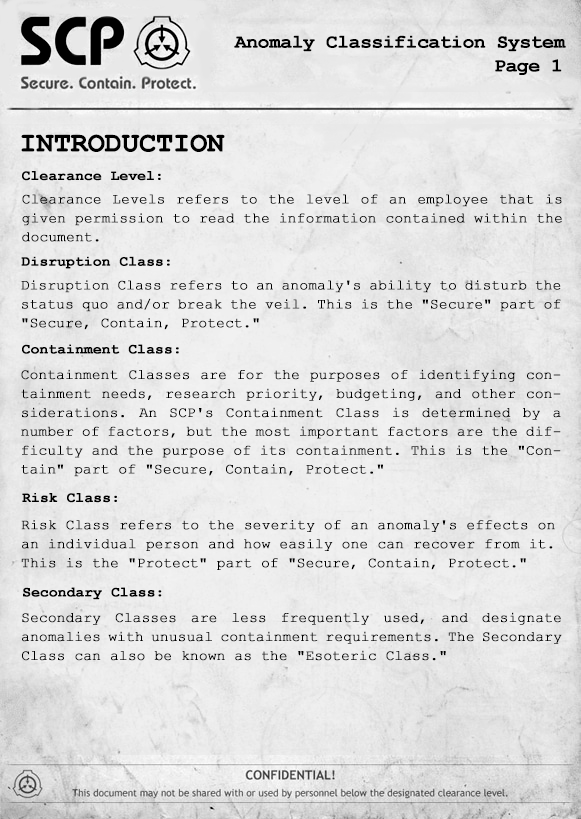 SCP
Secure. Contain. Protect.
Anomaly Classification System
Page 1
INTRODUCTION
Clearance Level:
Clearance Levels refers to the level of an employee that is
given permission to read the information contained within the
document.
Disruption Class:
Disruption Class refers to an anomaly's ability to disturb the
status quo and/or break the veil. This is the "Secure" part of
"Secure, Contain, Protect."
Containment Class:
Containment Classes are for the purposes of identifying con-
tainment needs, research priority, budgeting, and other con-
siderations. An SCP's Containment Class is determined by a
number of factors, but the most important factors are the dif-
ficulty and the purpose of its containment. This is the "Con-
tain" part of "Secure, Contain, Protect."
Risk Class:
Risk Class refers to the severity of an anomaly's effects on
an individual person and how easily one can recover from it.
This is the "Protect" part of "Secure, Contain, Protect."
Secondary Class:
Secondary Classes are less frequently used, and designate
anomalies with unusual containment requirements. The Secondary
Class can also be known as the "Esoteric Class."
CONFIDENTIAL!
This document may not be shared with or used by personnel below the designated clearance level.